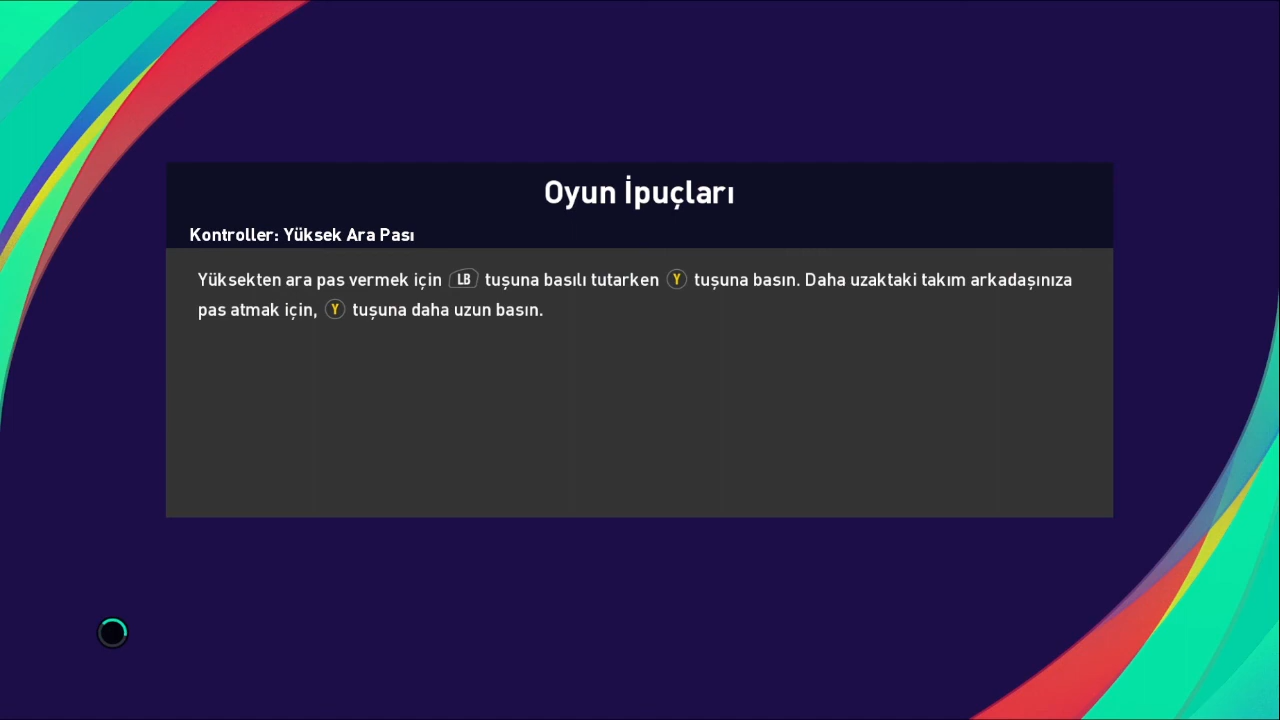 Oyun İpuçları
Kontroller: Yüksek Ara Pası
Yüksekten ara pas vermek için LB tuşuna basılı tutarken Y tuşuna basın. Daha uzaktaki takım arkadaşınıza
pas atmak için, Y tuşuna daha uzun basın.